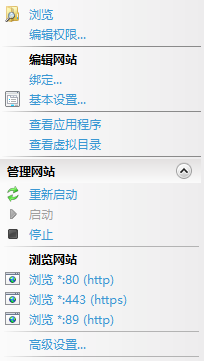 浏览
编辑权限...
编辑网站
绑定...
基本设置...
查看应用程序
查看虚拟目录
管理网站
重新启动
启动
停止
浏览网站
浏览 *:80 (http)
浏览 *:443 (https)
浏览 *:89 (http)
高级设置...